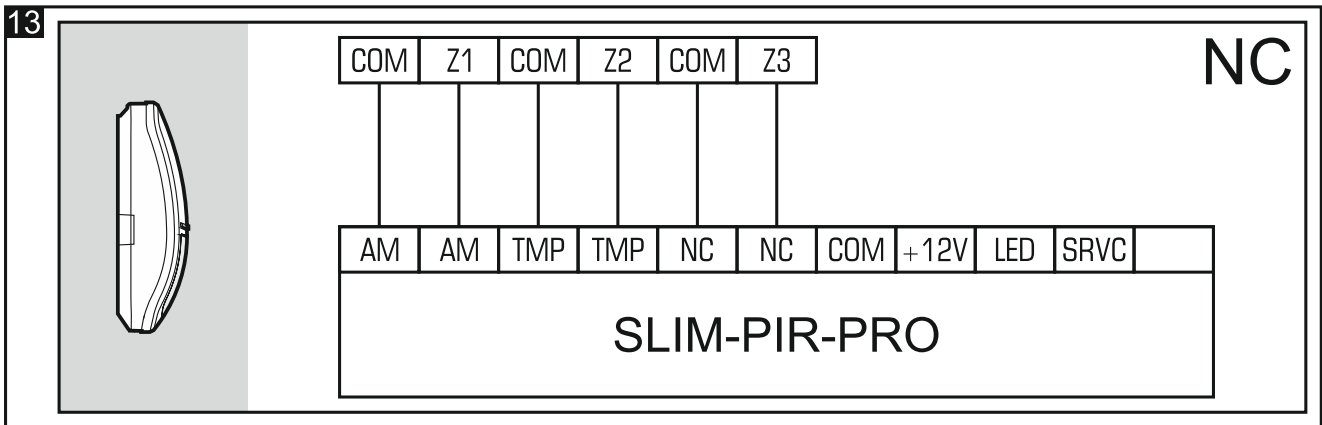 13
NC
COM Z1 COM Z2 COM Z3
AM AM TMP TMP NC NC COM +12V LED SRVC
SLIM-PIR-PRO